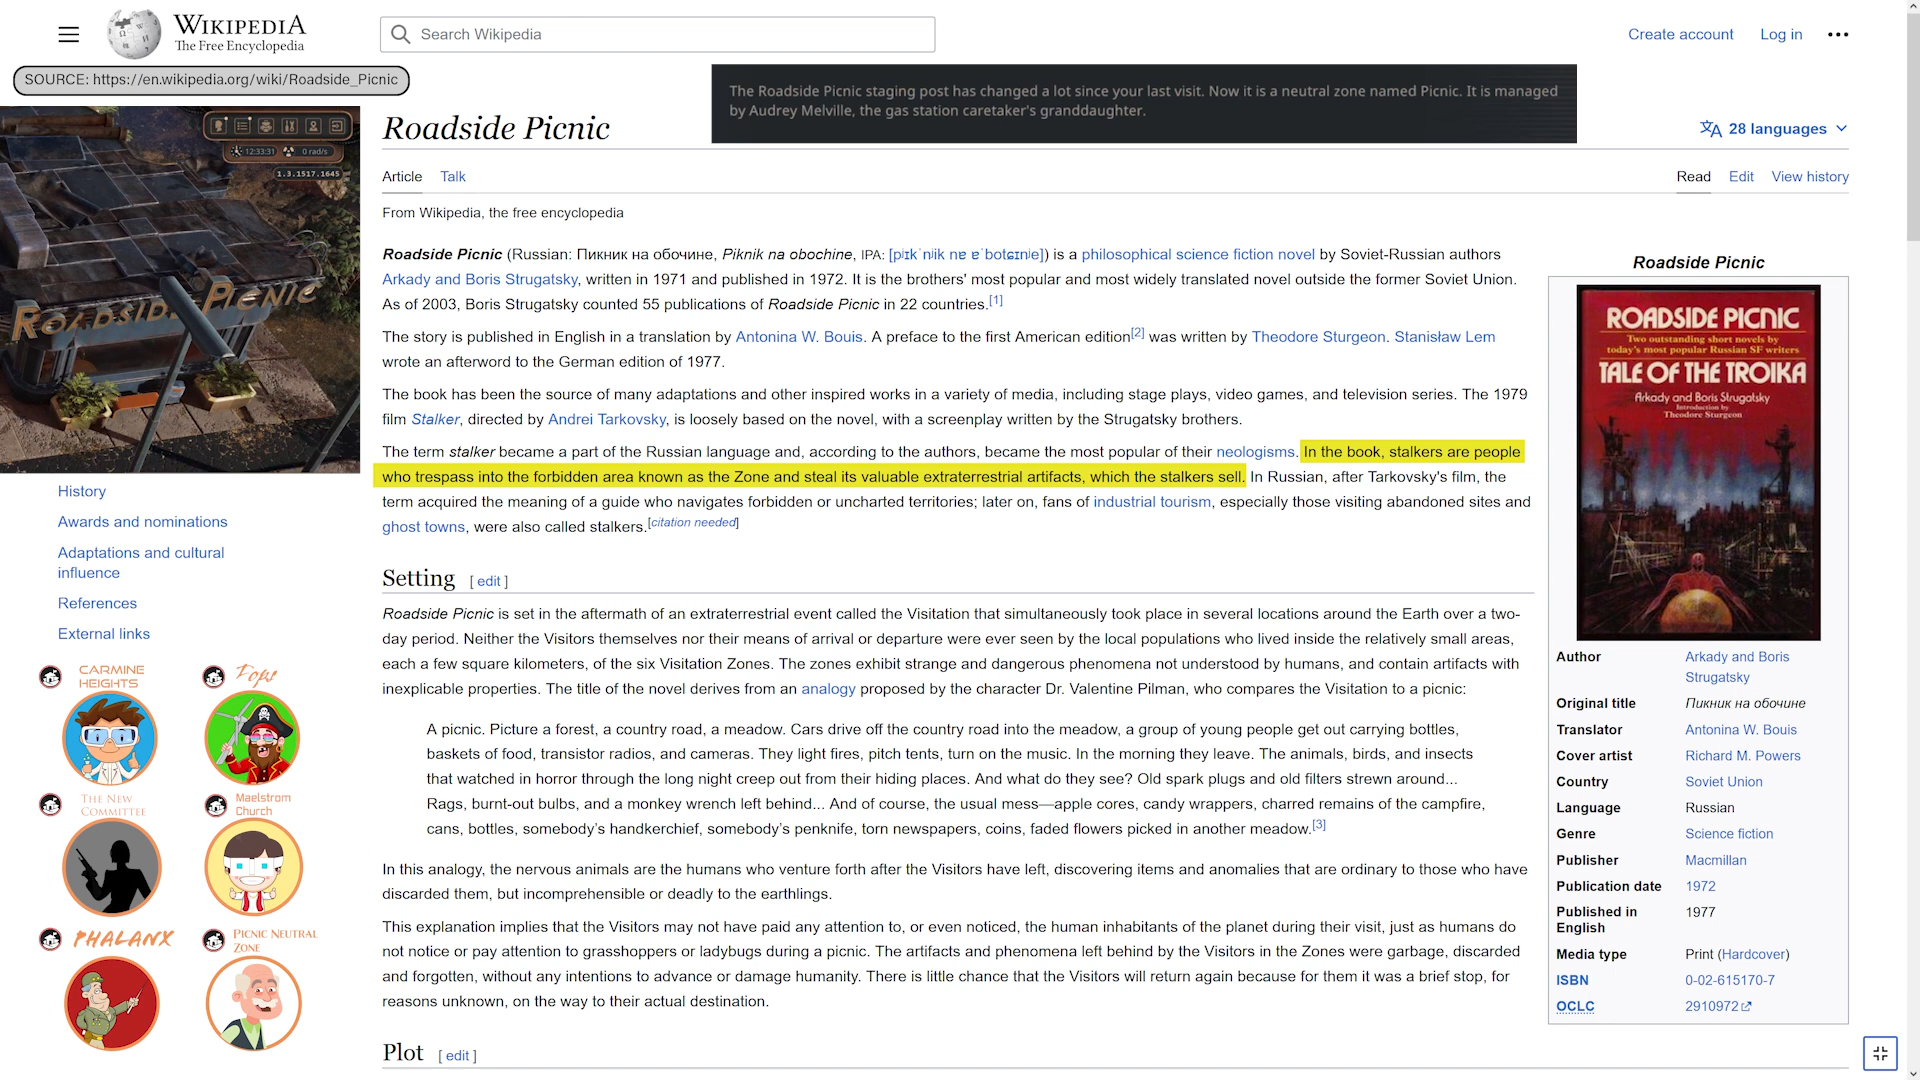 WIKIPEDIA
The Free Encyclopedia
Search Wikipedia
Create account
Log in
SOURCE: https://en.wikipedia.org/wiki/Roadside_Picnic
The Roadside Picnic staging post has changed a lot since your last visit. Now it is a neutral zone named Picnic. It is managed
by Audrey Melville, the gas station caretaker's granddaughter.
12:33:31
0 rad/s
1.3.1517.1645
ROADSIDE PICNIC
Roadside Picnic
28 languages
Article
Talk
Read
Edit
View history
From Wikipedia, the free encyclopedia
Roadside Picnic (Russian: Пикник на обочине, Piknik na obochine, IPA: [pʲɪkˈnʲik nɐ ɐˈbotɕɪnʲe]) is a philosophical science fiction novel by Soviet-Russian authors
Arkady and Boris Strugatsky, written in 1971 and published in 1972. It is the brothers' most popular and most widely translated novel outside the former Soviet Union.
As of 2003, Boris Strugatsky counted 55 publications of Roadside Picnic in 22 countries.[1]
The story is published in English in a translation by Antonina W. Bouis. A preface to the first American edition[2] was written by Theodore Sturgeon. Stanisław Lem
wrote an afterword to the German edition of 1977.
The book has been the source of many adaptations and other inspired works in a variety of media, including stage plays, video games, and television series. The 1979
film Stalker, directed by Andrei Tarkovsky, is loosely based on the novel, with a screenplay written by the Strugatsky brothers.
The term stalker became a part of the Russian language and, according to the authors, became the most popular of their neologisms. In the book, stalkers are people
who trespass into the forbidden area known as the Zone and steal its valuable extraterrestrial artifacts, which the stalkers sell. In Russian, after Tarkovsky's film, the
term acquired the meaning of a guide who navigates forbidden or uncharted territories; later on, fans of industrial tourism, especially those visiting abandoned sites and
ghost towns, were also called stalkers.[citation needed]
Setting [ edit ]
Roadside Picnic is set in the aftermath of an extraterrestrial event called the Visitation that simultaneously took place in several locations around the Earth over a two-
day period. Neither the Visitors themselves nor their means of arrival or departure were ever seen by the local populations who lived inside the relatively small areas,
each a few square kilometers, of the six Visitation Zones. The zones exhibit strange and dangerous phenomena not understood by humans, and contain artifacts with
inexplicable properties. The title of the novel derives from an analogy proposed by the character Dr. Valentine Pilman, who compares the Visitation to a picnic:
A picnic. Picture a forest, a country road, a meadow. Cars drive off the country road into the meadow, a group of young people get out carrying bottles,
baskets of food, transistor radios, and cameras. They light fires, pitch tents, turn on the music. In the morning they leave. The animals, birds, and insects
that watched in horror through the long night creep out from their hiding places. And what do they see? Old spark plugs and old filters strewn around...
Rags, burnt-out bulbs, and a monkey wrench left behind... And of course, the usual mess—apple cores, candy wrappers, charred remains of the campfire,
cans, bottles, somebody's handkerchief, somebody's penknife, torn newspapers, coins, faded flowers picked in another meadow.[3]
In this analogy, the nervous animals are the humans who venture forth after the Visitors have left, discovering items and anomalies that are ordinary to those who have
discarded them, but incomprehensible or deadly to the earthlings.
This explanation implies that the Visitors may not have paid any attention to, or even noticed, the human inhabitants of the planet during their visit, just as humans do
not notice or pay attention to grasshoppers or ladybugs during a picnic. The artifacts and phenomena left behind by the Visitors in the Zones were garbage, discarded
and forgotten, without any intentions to advance or damage humanity. There is little chance that the Visitors will return again because for them it was a brief stop, for
reasons unknown, on the way to their actual destination.
Plot [ edit ]
History
Awards and nominations
Adaptations and cultural
influence
References
External links
CARMINE
HEIGHTS
Fops
THE NEW
COMMITTEE
Maelstrom
Church
PHALANX
PICNIC NEUTRAL
ZONE
Roadside Picnic
ROADSIDE PICNIC
Two outstanding short novels by
today's most popular Russian SF writers
TALE OF THE TROIKA
Arkady and Boris Strugatsky
Introduction by
Theodore Sturgeon
Author Arkady and Boris
Strugatsky
Original title Пикник на обочине
Translator Antonina W. Bouis
Cover artist Richard M. Powers
Country Soviet Union
Language Russian
Genre Science fiction
Publisher Macmillan
Publication date 1972
Published in 1977
English
Media type Print (Hardcover)
ISBN 0-02-615170-7
OCLC 2910972